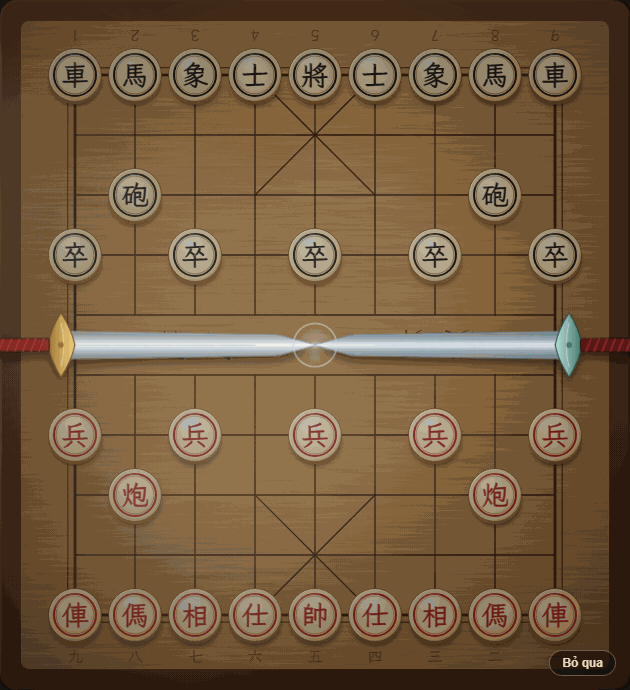 1 2 3 4 5 6 7 8 9
車 馬 象 士 將 士 象 馬 車
砲 砲
卒 卒 卒 卒 卒
兵 兵 兵 兵 兵
炮 炮
俥 傌 相 仕 帥 仕 相 傌 俥
九 八 七 六 五 四 三 二
Bỏ qua